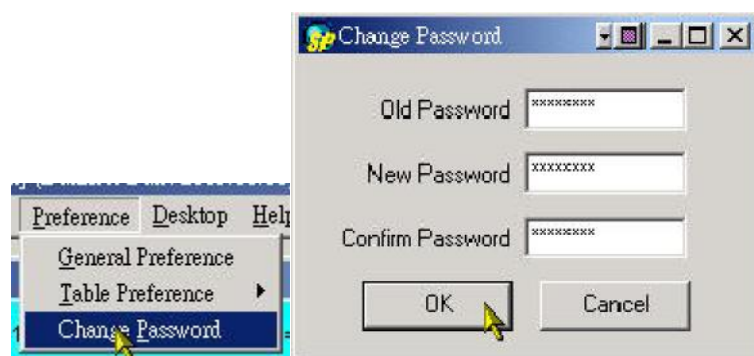 Preference Desktop Help
General Preference
Table Preference
Change Password
SP Change Password
Old Password ********
New Password ********
Confirm Password ********
OK Cancel